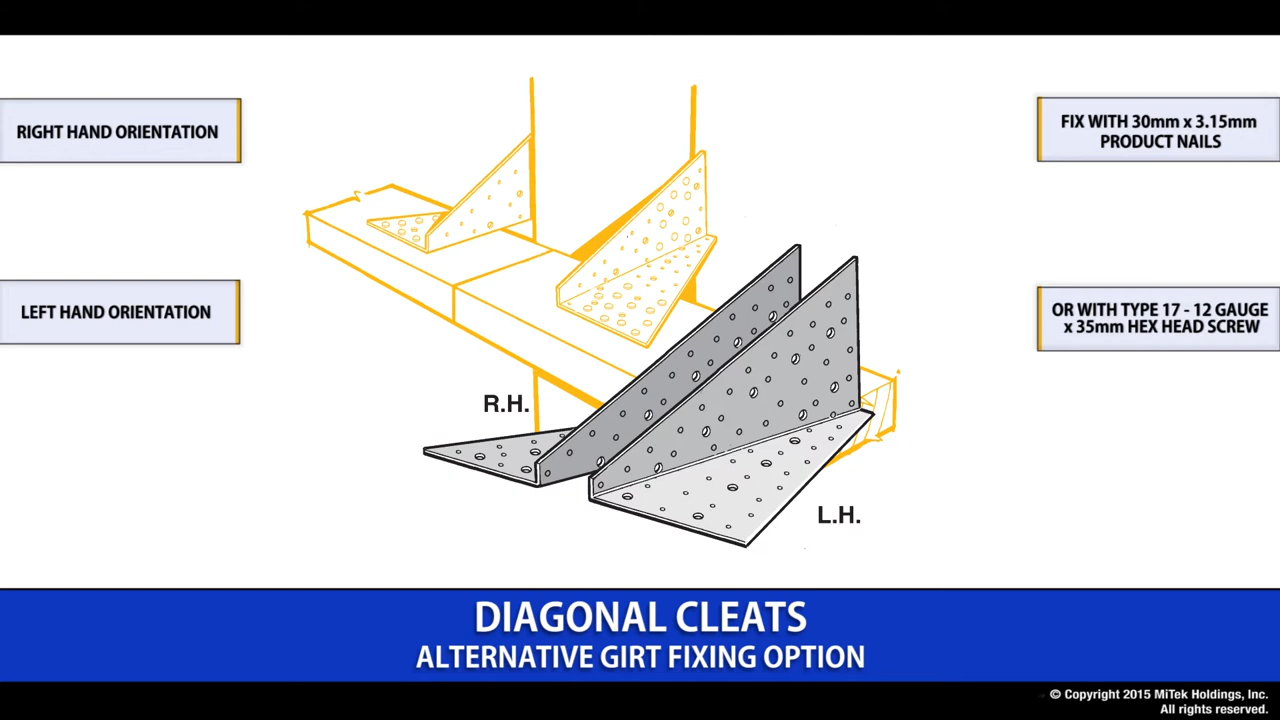 RIGHT HAND ORIENTATION
FIX WITH 30mm x 3.15mm
PRODUCT NAILS
LEFT HAND ORIENTATION
OR WITH TYPE 17 - 12 GAUGE
x 35mm HEX HEAD SCREW
R.H.
L.H.
DIAGONAL CLEATS
ALTERNATIVE GIRT FIXING OPTION
© Copyright 2015 MiTek Holdings, Inc.
All rights reserved.